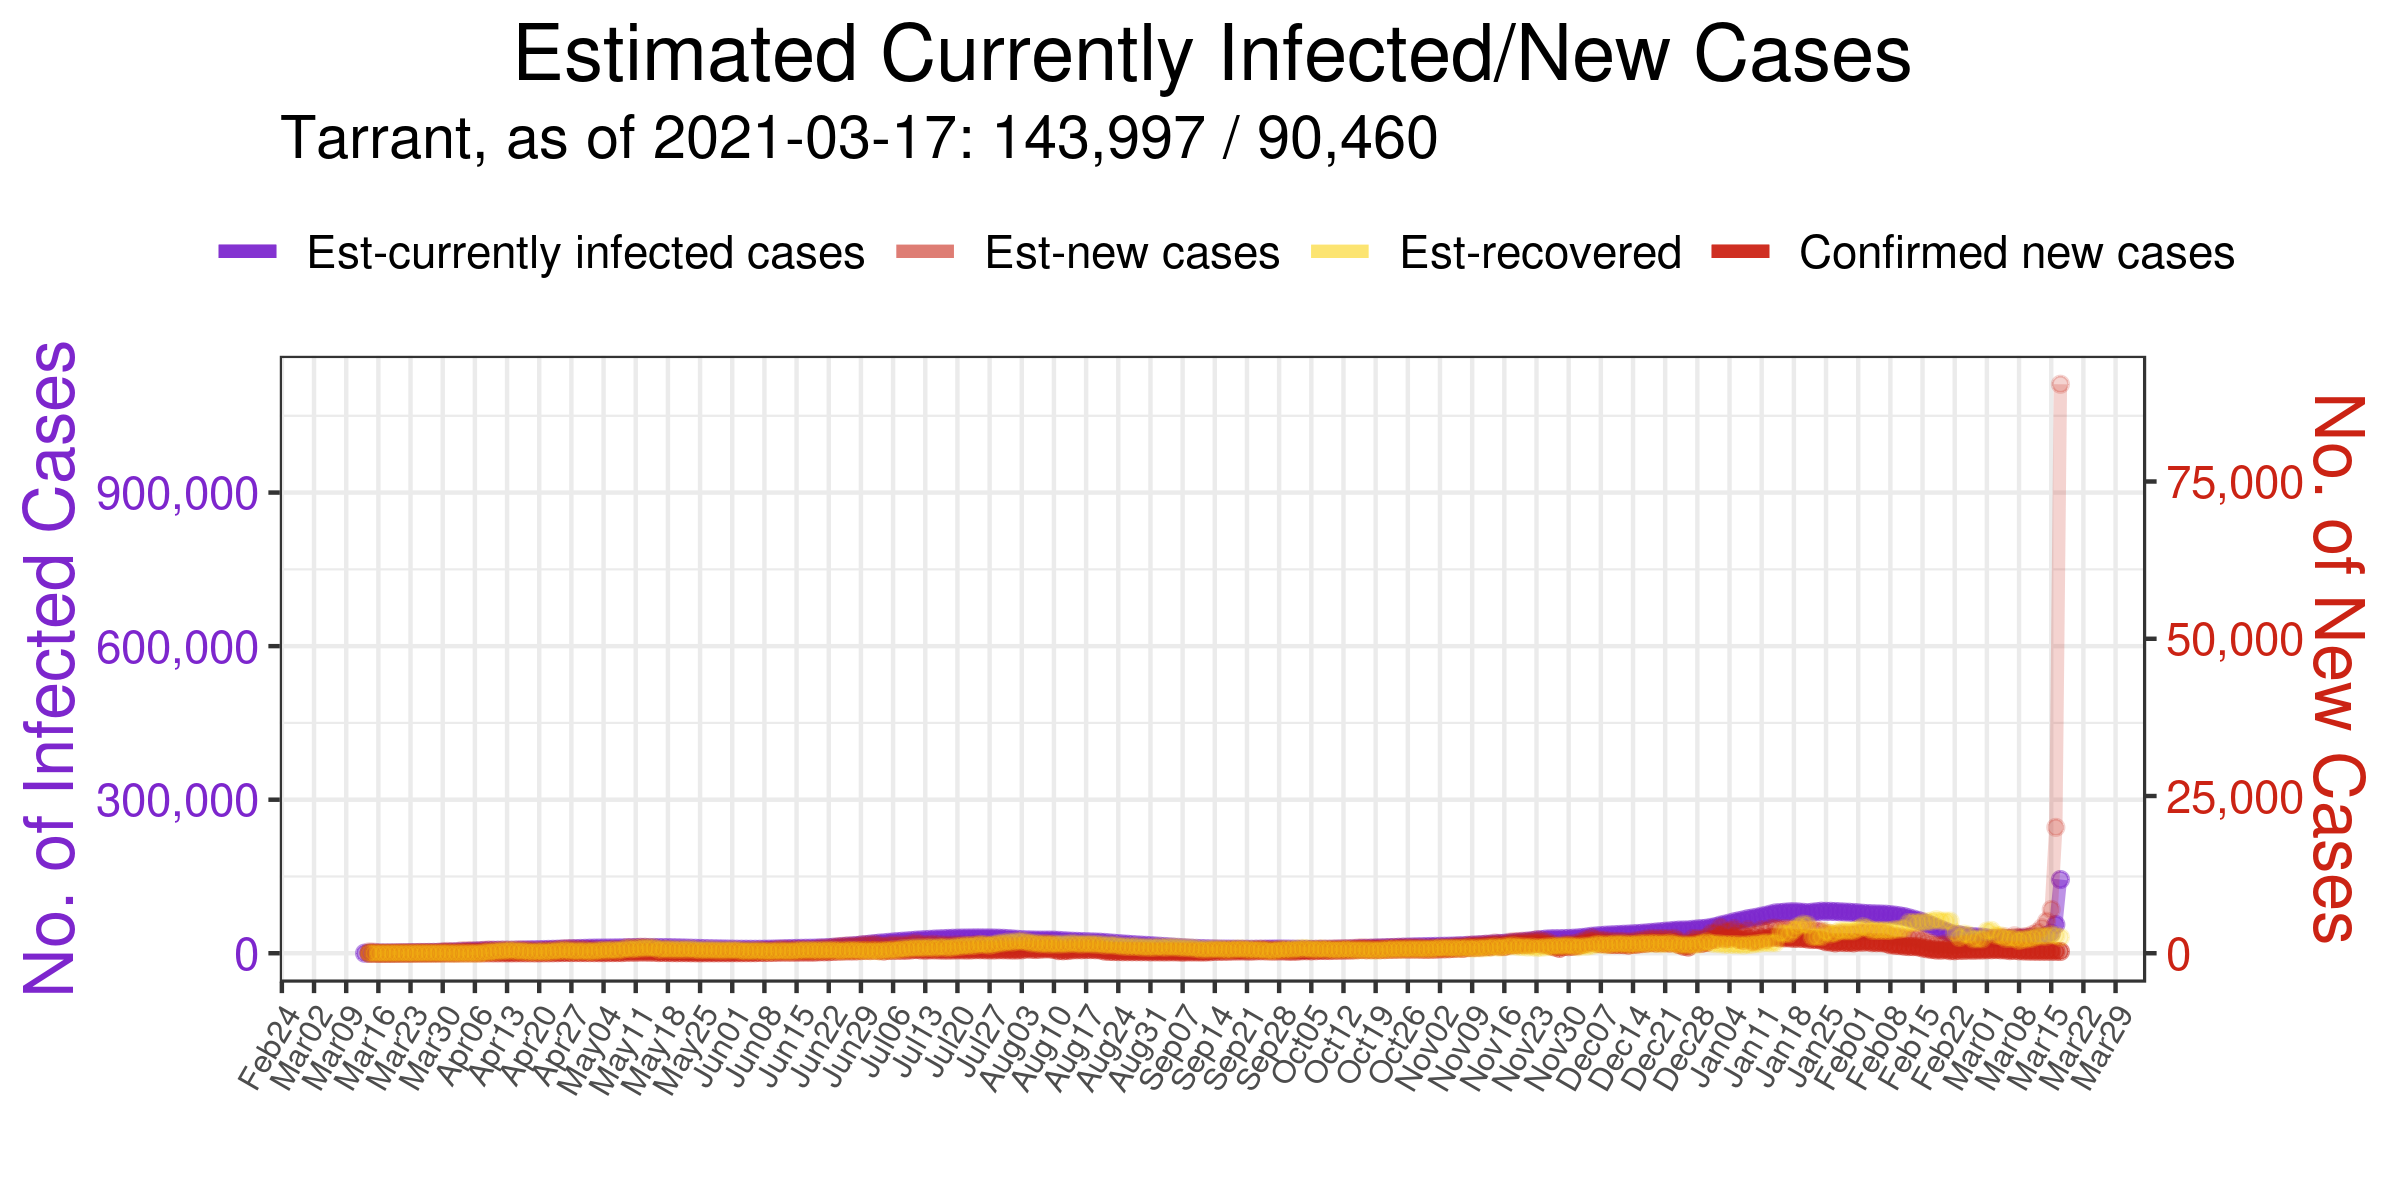 Estimated Currently Infected/New Cases
Tarrant, as of 2021-03-17: 143,997 / 90,460
Est-currently infected cases Est-new cases Est-recovered Confirmed new cases
No. of Infected Cases
900,000
600,000
300,000
0
75,000
50,000
25,000
0
No. of New Cases
Feb24 Mar02 Mar09 Mar16 Mar23 Mar30 Apr06 Apr13 Apr20 Apr27 May04 May11 May18 May25 Jun01 Jun08 Jun15 Jun22 Jun29 Jul06 Jul13 Jul20 Jul27 Aug03 Aug10 Aug17 Aug24 Aug31 Sep07 Sep14 Sep21 Sep28 Oct05 Oct12 Oct19 Oct26 Nov02 Nov09 Nov16 Nov23 Nov30 Dec07 Dec14 Dec21 Dec28 Jan04 Jan11 Jan18 Jan25 Feb01 Feb08 Feb15 Feb22 Mar01 Mar08 Mar15 Mar22 Mar29